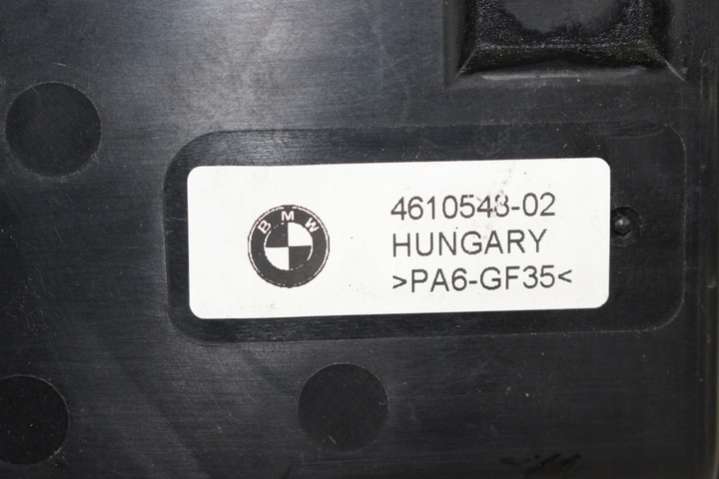 BMW
4610548-02
HUNGARY
>PA6-GF35<